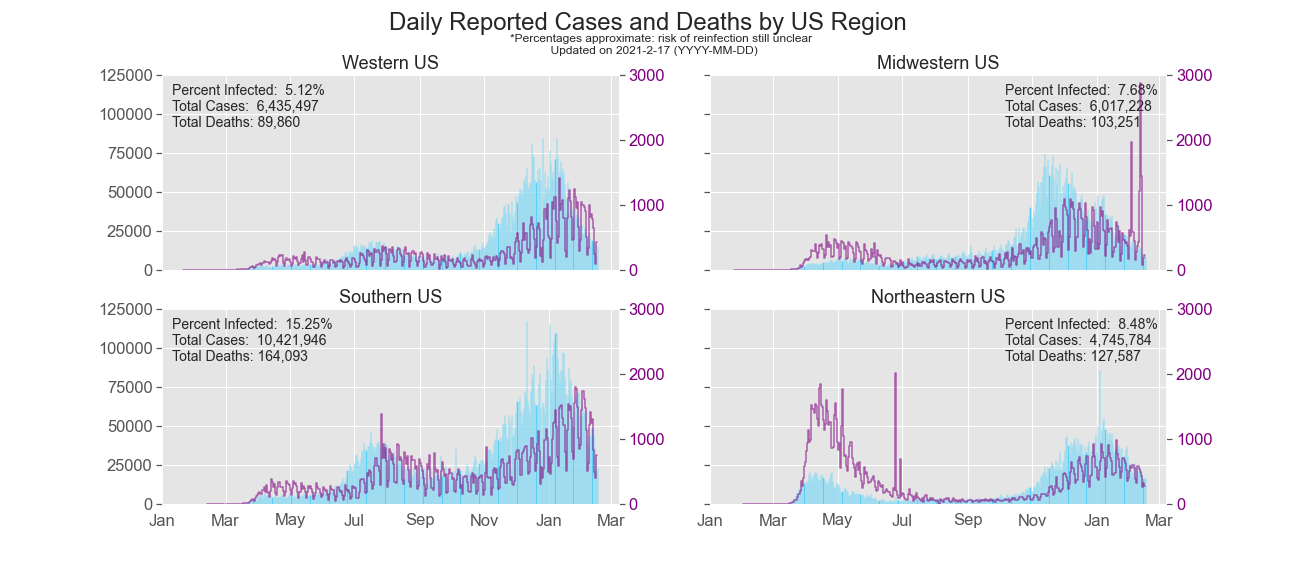 Daily Reported Cases and Deaths by US Region
*Percentages approximate: risk of reinfection still unclear
Updated on 2021-2-17 (YYYY-MM-DD)
Western US
Percent Infected: 5.12%
Total Cases: 6,435,497
Total Deaths: 89,860
125000
100000
75000
50000
25000
0
3000
2000
1000
0
Midwestern US
Percent Infected: 7.68%
Total Cases: 6,017,228
Total Deaths: 103,251
3000
2000
1000
0
Southern US
Percent Infected: 15.25%
Total Cases: 10,421,946
Total Deaths: 164,093
125000
100000
75000
50000
25000
0
3000
2000
1000
0
Jan Mar May Jul Sep Nov Jan Mar
Northeastern US
Percent Infected: 8.48%
Total Cases: 4,745,784
Total Deaths: 127,587
3000
2000
1000
0
Jan Mar May Jul Sep Nov Jan Mar